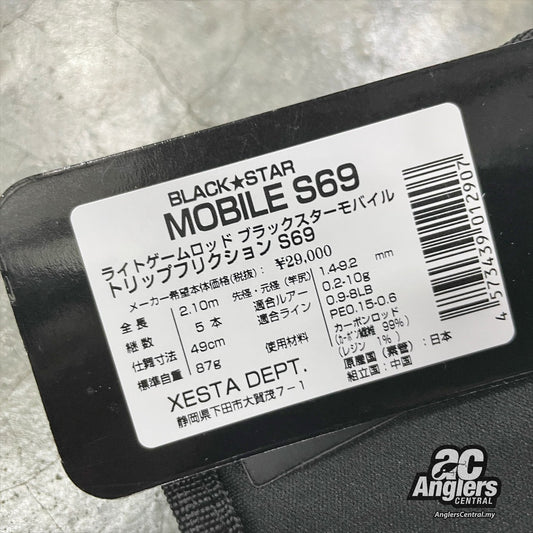 BLACK★STAR
MOBILE S69
ライトゲームロッド ブラックスターモバイル
トリップフリクション S69
メーカー希望本体価格(税抜): ¥29,000
全長 2.10m 先径・元径(竿尻) 1.4-9.2 mm
継数 5 本 適合ルアー 0.2-10g
仕舞寸法 49cm 適合ライン 0.9-8LB
標準自重 87g PE0.15-0.6
使用材料 カーボンロッド
(カーボン繊維 99%)
(レジン 1%)
原産国 (素管):日本
組立国:中国
XESTA DEPT.
静岡県下田市大賀茂7-1
4 573439 012907
ac
Anglers
CENTRAL
AnglersCentral.my